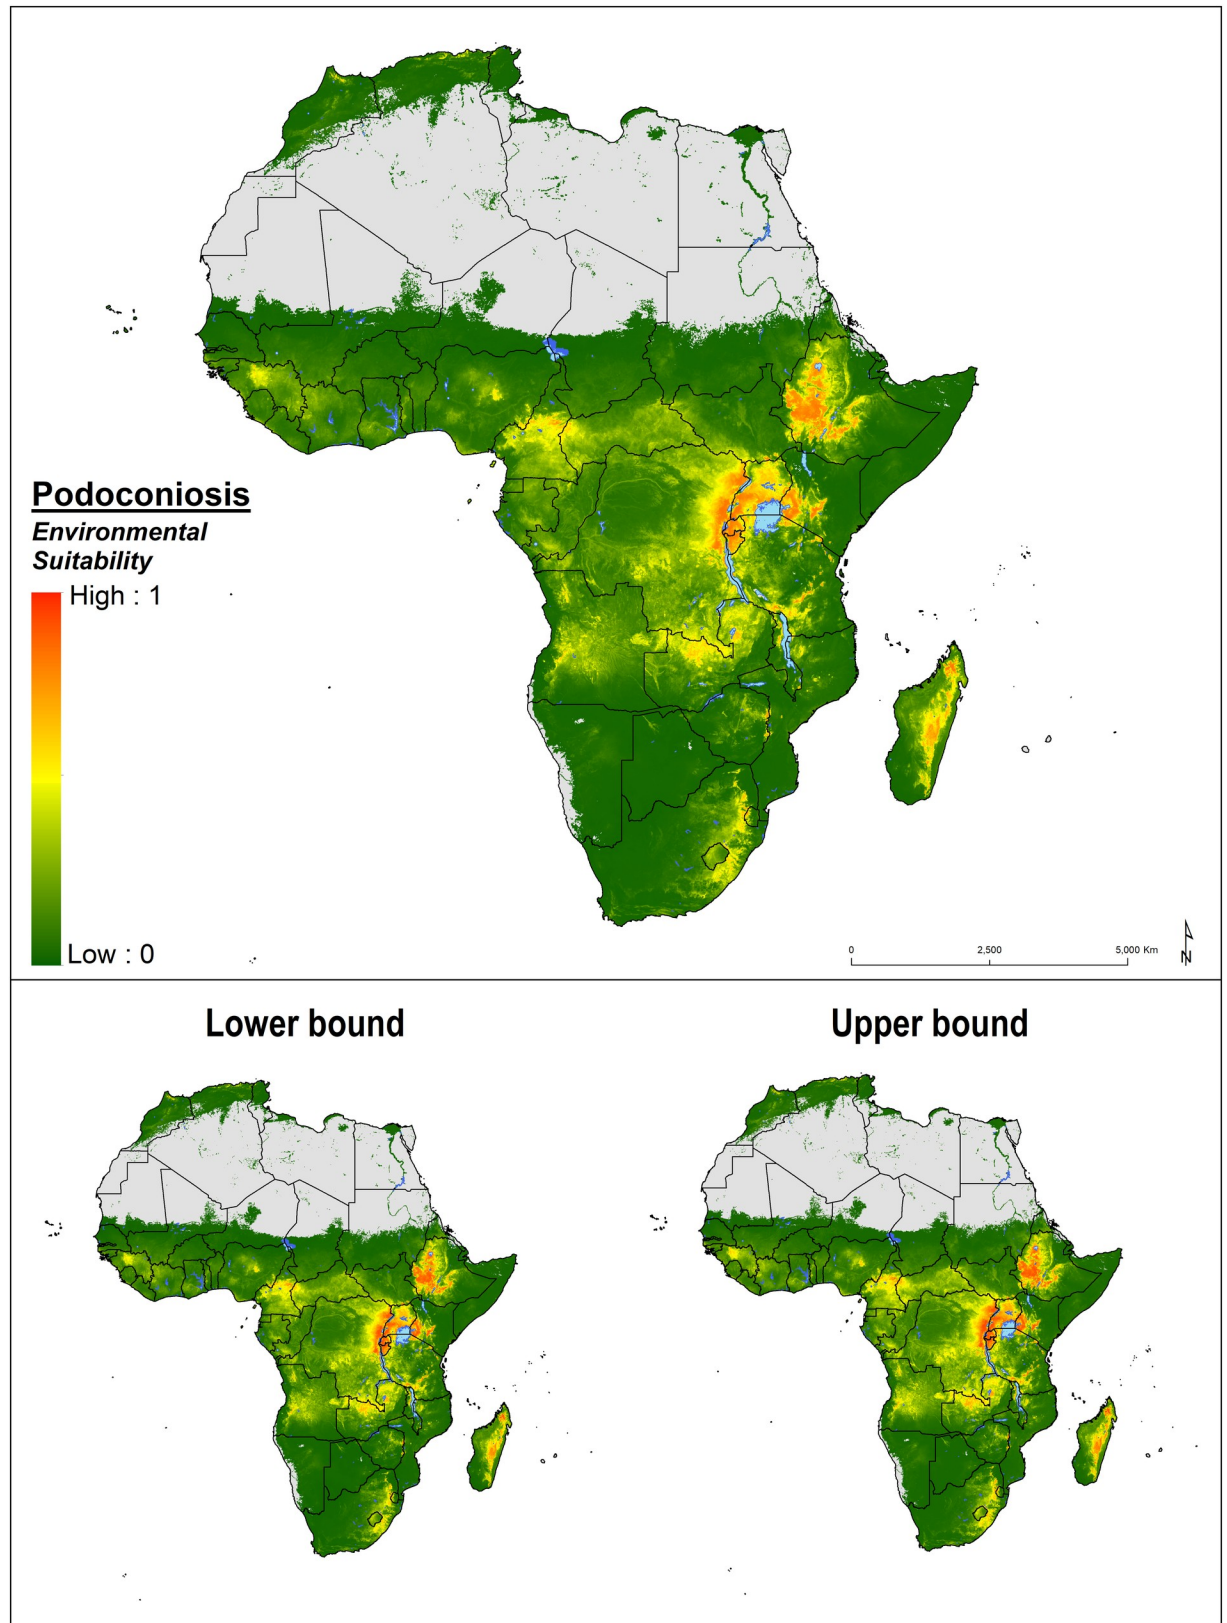 Podoconiosis
Environmental
Suitability
High : 1
Low : 0
0 2,500 5,000 Km
N
Lower bound
Upper bound